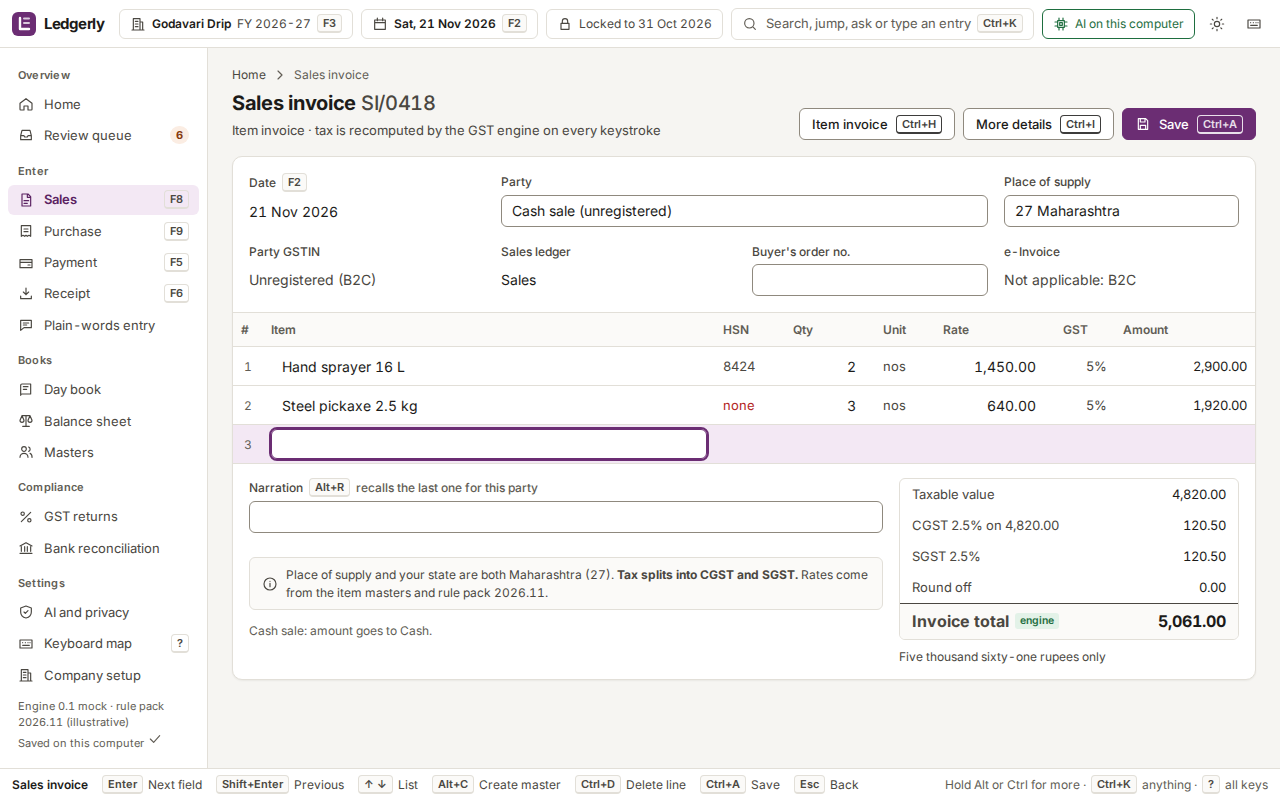 Ledgerly
Godavari Drip FY 2026-27 F3
Sat, 21 Nov 2026 F2
Locked to 31 Oct 2026
Search, jump, ask or type an entry Ctrl+K
AI on this computer
Overview
Home
Review queue 6
Enter
Sales F8
Purchase F9
Payment F5
Receipt F6
Plain-words entry
Books
Day book
Balance sheet
Masters
Compliance
GST returns
Bank reconciliation
Settings
AI and privacy
Keyboard map ?
Company setup
Engine 0.1 mock · rule pack
2026.11 (illustrative)
Saved on this computer
Home Sales invoice
Sales invoice SI/0418
Item invoice · tax is recomputed by the GST engine on every keystroke
Item invoice Ctrl+H
More details Ctrl+I
Save Ctrl+A
Date F2 Party Place of supply
21 Nov 2026 Cash sale (unregistered) 27 Maharashtra
Party GSTIN Sales ledger Buyer's order no. e-Invoice
Unregistered (B2C) Sales Not applicable: B2C
# Item HSN Qty Unit Rate GST Amount
1 Hand sprayer 16 L 8424 2 nos 1,450.00 5% 2,900.00
2 Steel pickaxe 2.5 kg none 3 nos 640.00 5% 1,920.00
3
Narration Alt+R recalls the last one for this party
Place of supply and your state are both Maharashtra (27). Tax splits into CGST and SGST. Rates come
from the item masters and rule pack 2026.11.
Cash sale: amount goes to Cash.
Taxable value 4,820.00
CGST 2.5% on 4,820.00 120.50
SGST 2.5% 120.50
Round off 0.00
Invoice total engine 5,061.00
Five thousand sixty-one rupees only
Sales invoice Enter Next field Shift+Enter Previous ↑ ↓ List Alt+C Create master Ctrl+D Delete line Ctrl+A Save Esc Back Hold Alt or Ctrl for more · Ctrl+K anything · ? all keys